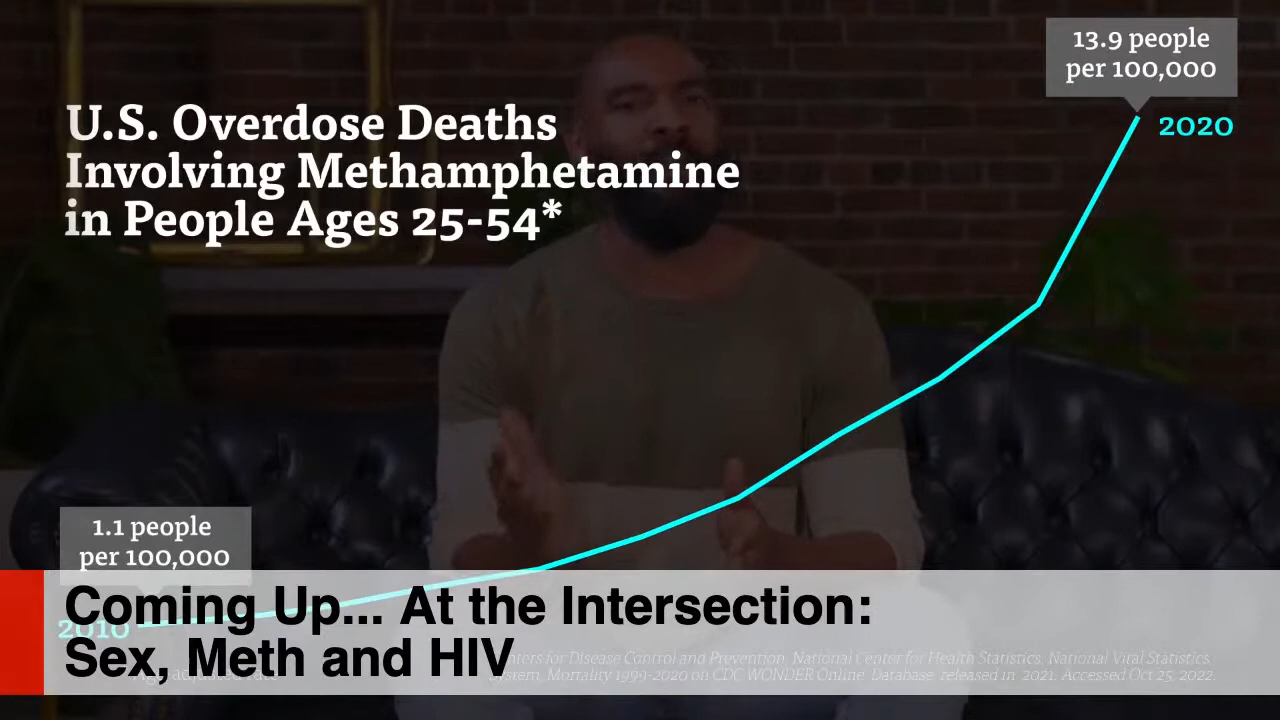 13.9 people
per 100,000
2020
U.S. Overdose Deaths
Involving Methamphetamine
in People Ages 25-54*
1.1 people
per 100,000
2010
Coming Up... At the Intersection:
Sex, Meth and HIV
for Disease Control and Prevention, National Center for Health Statistics. National Vital Statistics
System, Mortality 1999-2020 on CDC WONDER Online Database, released in 2021. Accessed Oct 25, 2022.